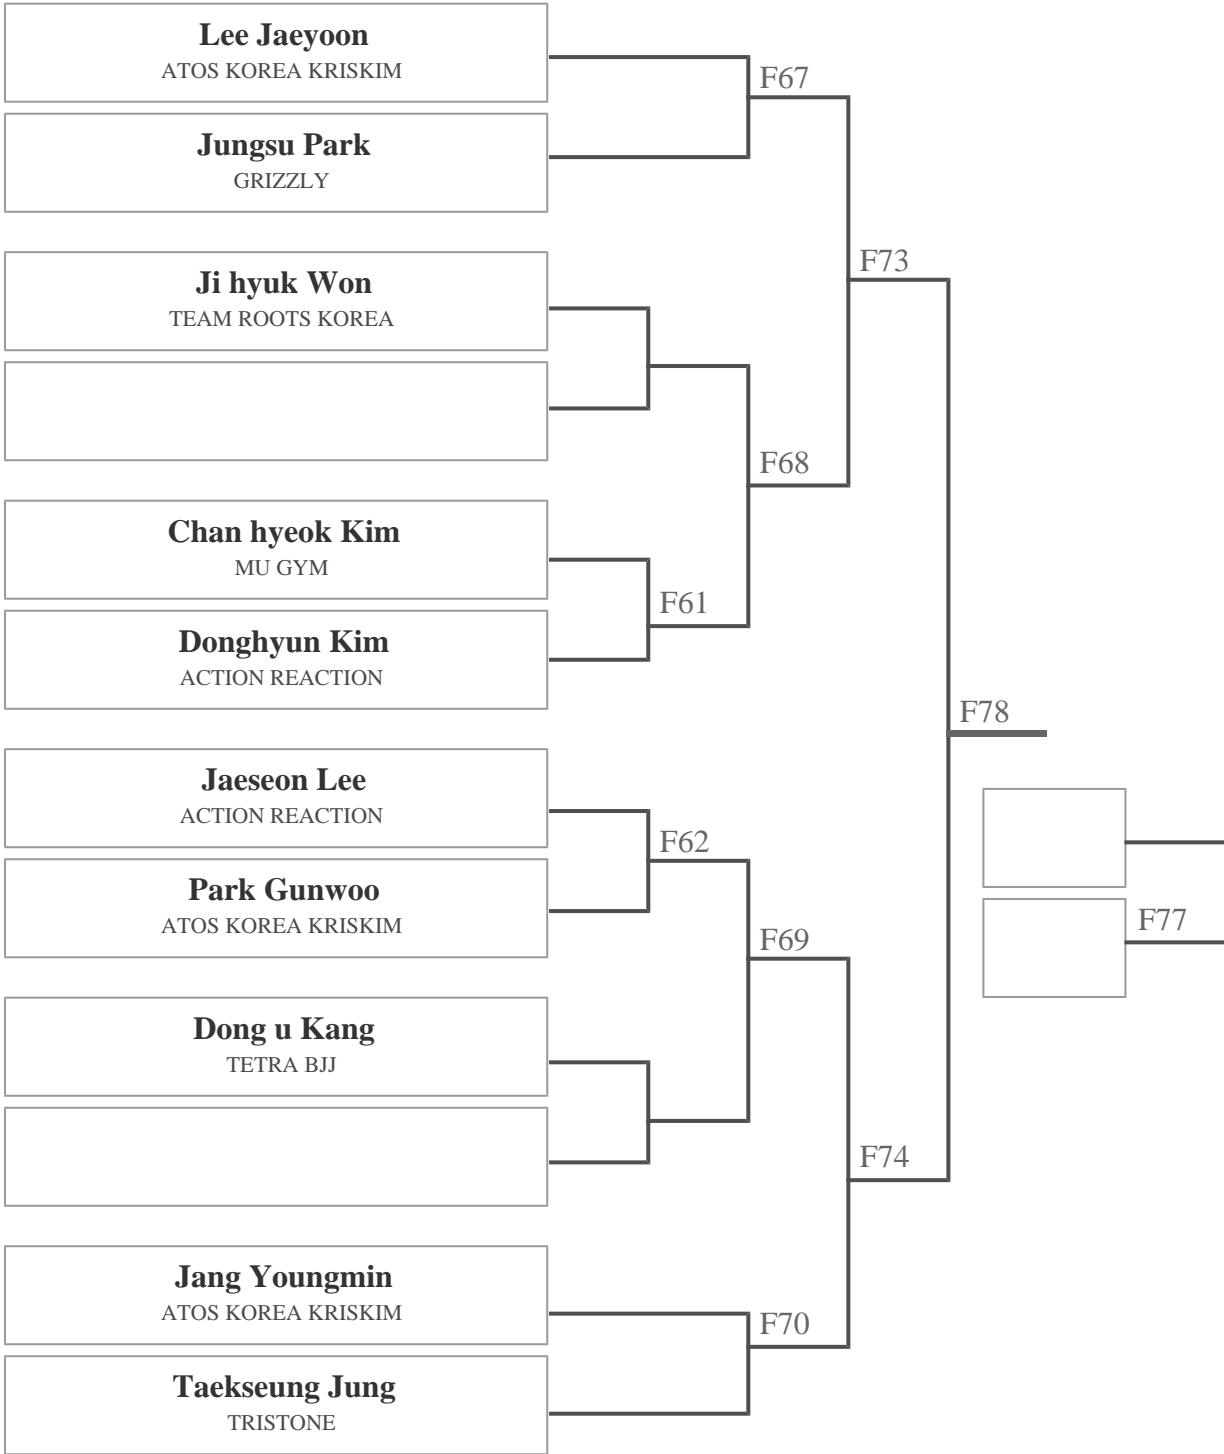 Lee Jaeyoon
ATOS KOREA KRISKIM
F67
Jungsu Park
GRIZZLY
F73
Ji hyuk Won
TEAM ROOTS KOREA
F68
Chan hyeok Kim
MU GYM
F61
Donghyun Kim
ACTION REACTION
F78
Jaeseon Lee
ACTION REACTION
F62
Park Gunwoo
ATOS KOREA KRISKIM
F77
F69
Dong u Kang
TETRA BJJ
F74
Jang Youngmin
ATOS KOREA KRISKIM
F70
Taekseung Jung
TRISTONE